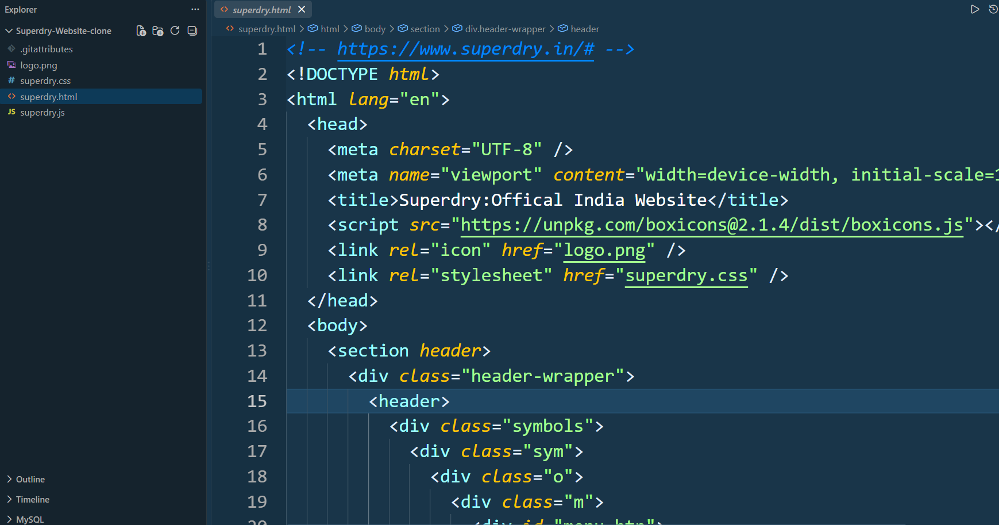 Explorer
Superdry-Website-clone
.gitattributes
logo.png
# superdry.css
<> superdry.html
JS superdry.js
Outline
Timeline
MySQL
<> superdry.html
<> superdry.html > html > body > section > div.header-wrapper > header
1 <!-- https://www.superdry.in/# -->
2 <!DOCTYPE html>
3 <html lang="en">
4 <head>
5 <meta charset="UTF-8" />
6 <meta name="viewport" content="width=device-width, initial-scale=1
7 <title>Superdry:Offical India Website</title>
8 <script src="https://unpkg.com/boxicons@2.1.4/dist/boxicons.js"></
9 <link rel="icon" href="logo.png" />
10 <link rel="stylesheet" href="superdry.css" />
11 </head>
12 <body>
13 <section header>
14 <div class="header-wrapper">
15 <header>
16 <div class="symbols">
17 <div class="sym">
18 <div class="o">
19 <div class="m">
20 <div id="menu-btn">